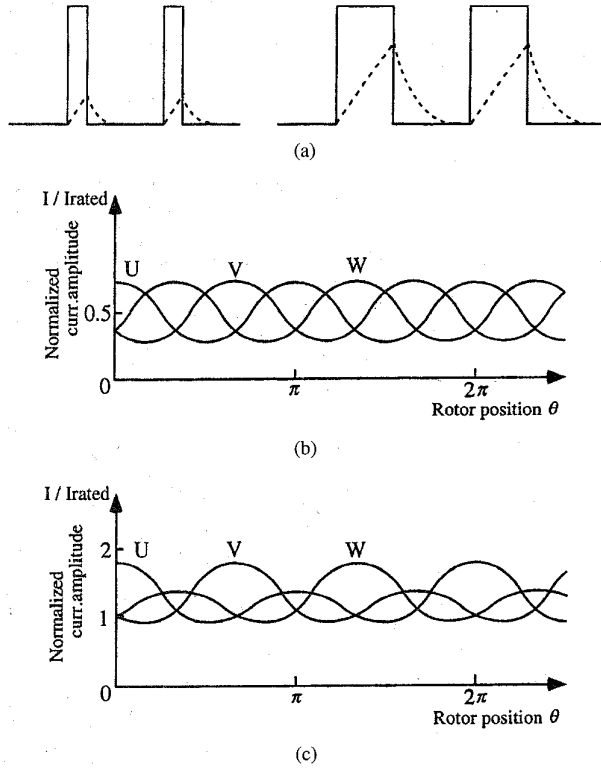 (a)
I / Irated
Normalized
curr.amplitude
U
V
W
0.5
0
π
2π
Rotor position θ
(b)
I / Irated
Normalized
curr.amplitude
2
U
V
W
1
0
π
2π
Rotor position θ
(c)